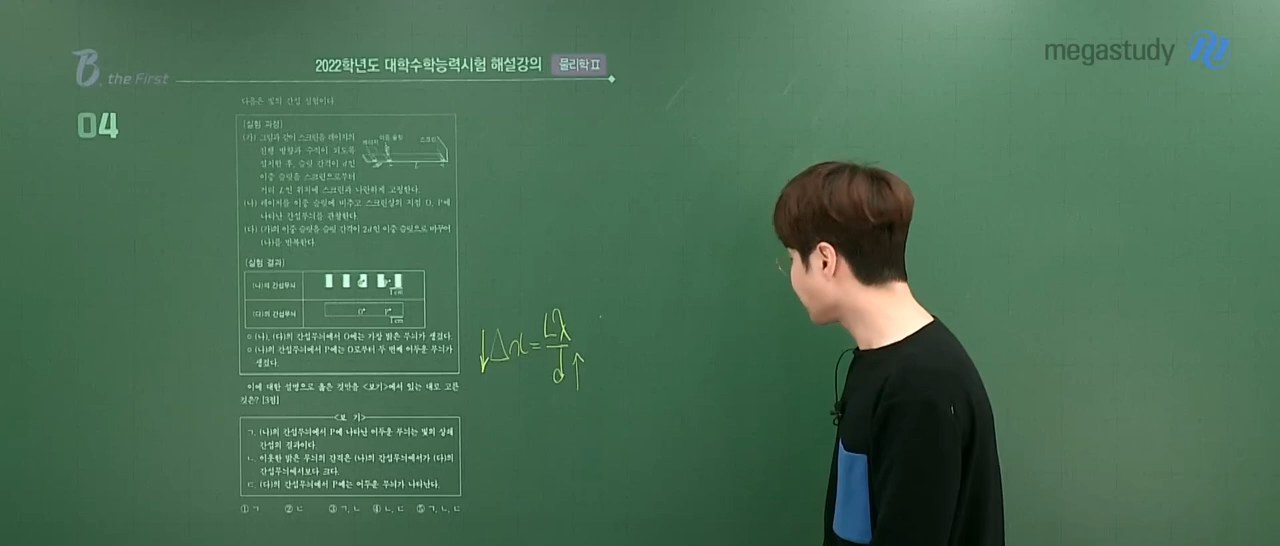 B. the First
2022학년도 대학수학능력시험 해설강의 물리학Ⅱ
megastudy M
04
다음은 빛의 간섭 실험이다.
[실험 과정]
(가) 그림과 같이 스크린을 레이저의
진행 방향과 수직이 되도록
설치한 후, 슬릿 간격이 d인
이중 슬릿을 스크린으로부터
거리 L인 위치에 스크린과 나란하게 고정한다.
레이저 이중 슬릿 스크린
L
(나) 레이저를 이중 슬릿에 비추고 스크린상의 지점 O, P에
나타난 간섭무늬를 관찰한다.
(다) (가)의 이중 슬릿을 슬릿 간격이 2d인 이중 슬릿으로 바꾸어
(나)를 반복한다.
[실험 결과]
(나)의 간섭무늬
1cm
(다)의 간섭무늬
O P
1cm
○ (나), (다)의 간섭무늬에서 O에는 가장 밝은 무늬가 생겼다.
○ (나)의 간섭무늬에서 P에는 O로부터 두 번째 어두운 무늬가
생겼다.
이에 대한 설명으로 옳은 것만을 <보기>에서 있는 대로 고른
것은? [3점]
<보 기>
ㄱ. (나)의 간섭무늬에서 P에 나타난 어두운 무늬는 빛의 상쇄
간섭의 결과이다.
ㄴ. 이웃한 밝은 무늬의 간격은 (나)의 간섭무늬에서가 (다)의
간섭무늬에서보다 크다.
ㄷ. (다)의 간섭무늬에서 P에는 어두운 무늬가 나타난다.
① ㄱ ② ㄷ ③ ㄱ, ㄴ ④ ㄴ, ㄷ ⑤ ㄱ, ㄴ, ㄷ
↓Δx = Lλ/d↑